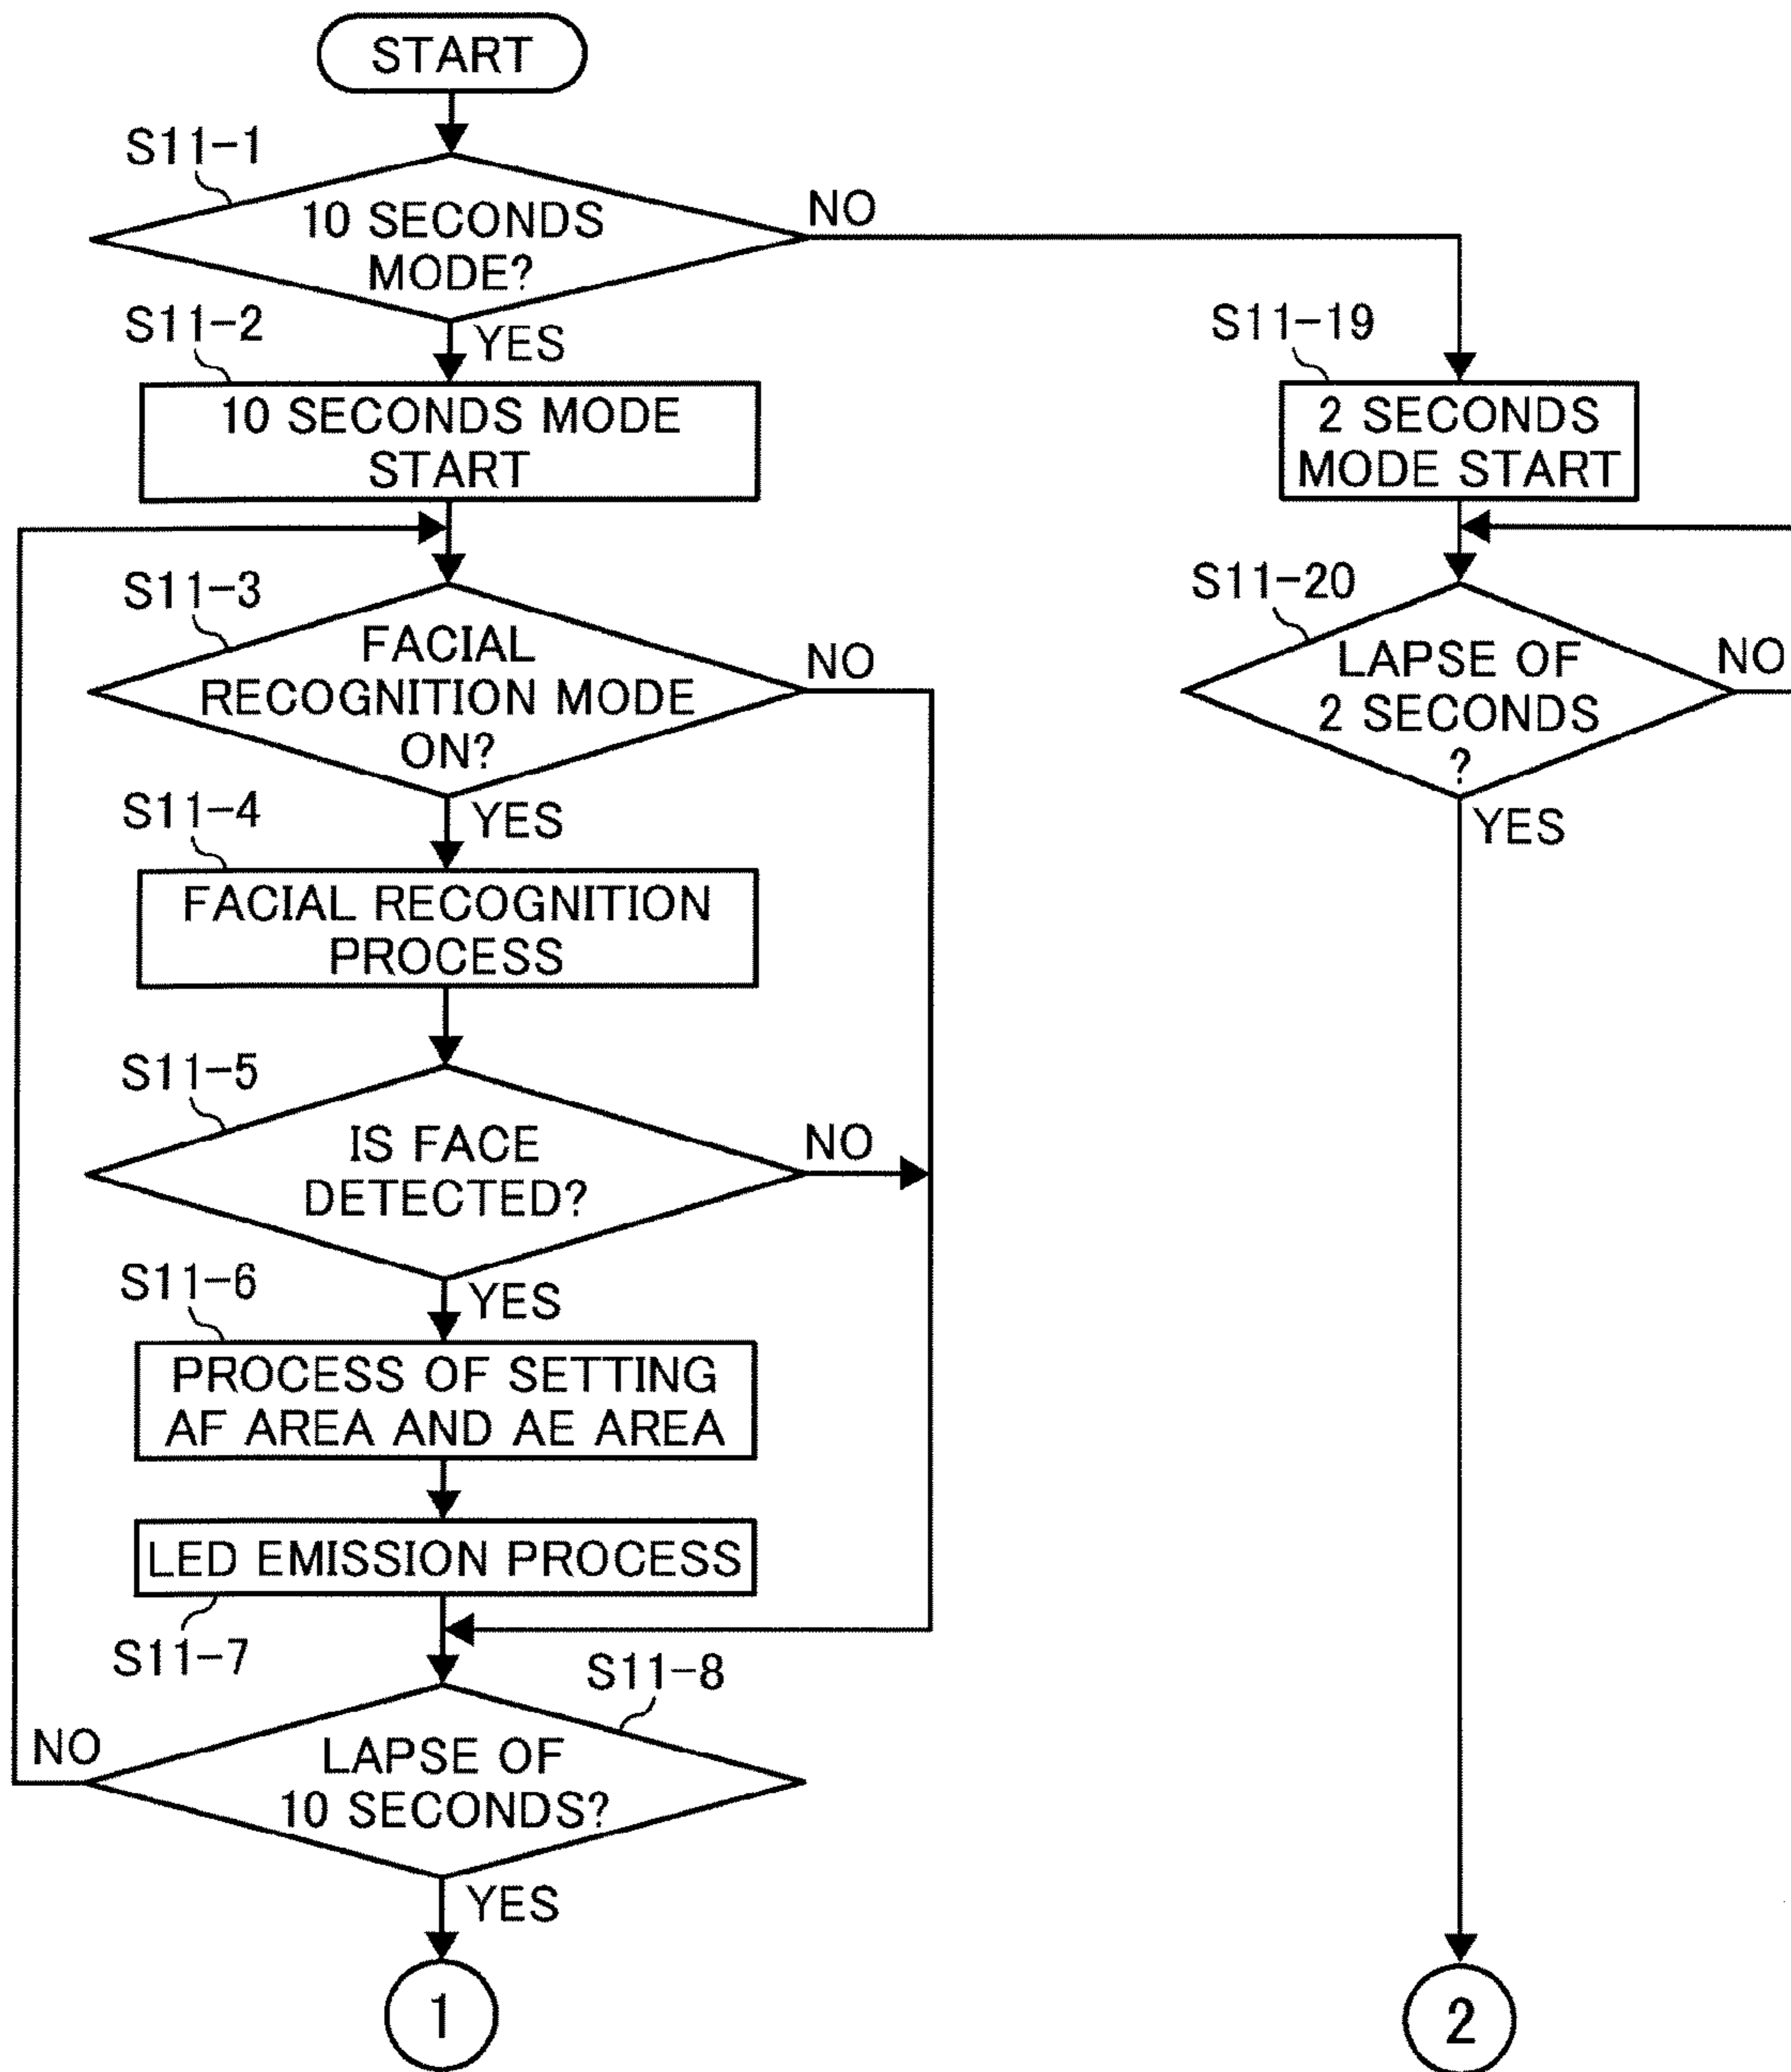 START
S11-1
10 SECONDS
MODE?
NO
YES
S11-2
10 SECONDS MODE
START
S11-3
FACIAL
RECOGNITION MODE
ON?
NO
YES
S11-4
FACIAL RECOGNITION
PROCESS
S11-5
IS FACE
DETECTED?
NO
YES
S11-6
PROCESS OF SETTING
AF AREA AND AE AREA
LED EMISSION PROCESS
S11-7
S11-8
LAPSE OF
10 SECONDS?
NO
YES
1
S11-19
2 SECONDS
MODE START
S11-20
LAPSE OF
2 SECONDS
?
NO
YES
2